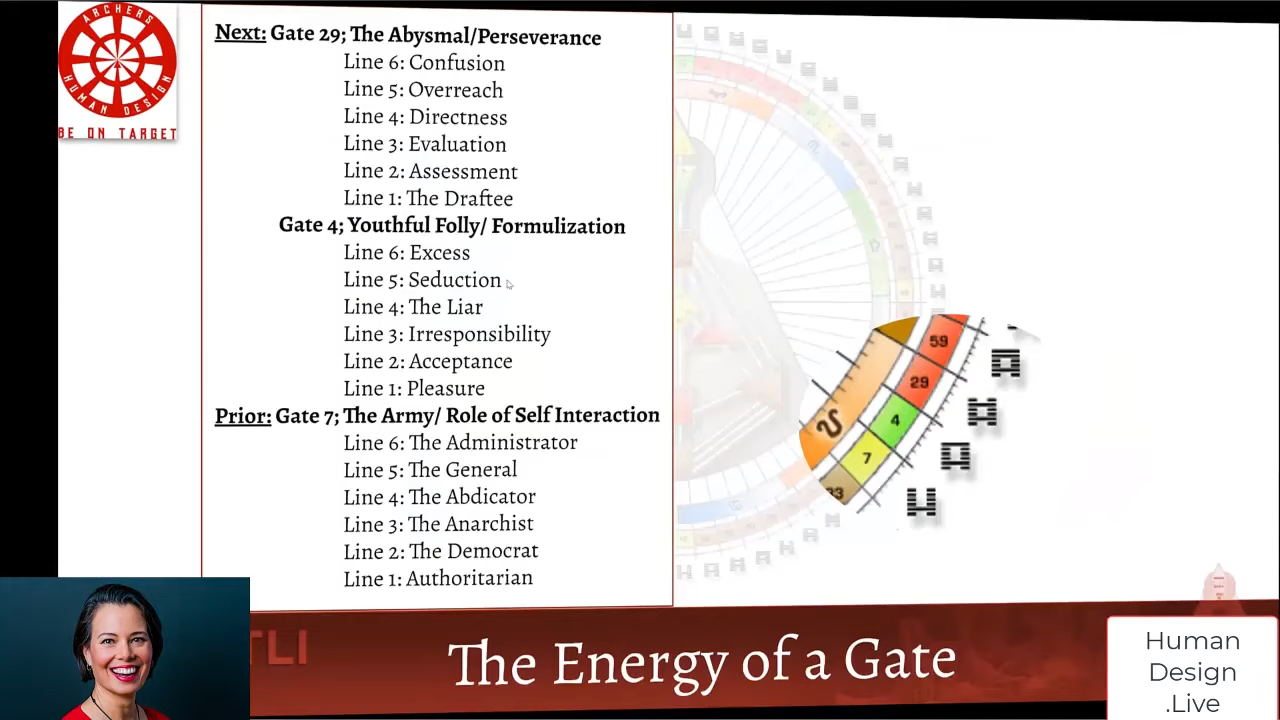 ARCHERS
HUMAN DESIGN
BE ON TARGET
Next: Gate 29; The Abysmal/Perseverance
Line 6: Confusion
Line 5: Overreach
Line 4: Directness
Line 3: Evaluation
Line 2: Assessment
Line 1: The Draftee
Gate 4; Youthful Folly/ Formulization
Line 6: Excess
Line 5: Seduction
Line 4: The Liar
Line 3: Irresponsibility
Line 2: Acceptance
Line 1: Pleasure
Prior: Gate 7; The Army/ Role of Self Interaction
Line 6: The Administrator
Line 5: The General
Line 4: The Abdicator
Line 3: The Anarchist
Line 2: The Democrat
Line 1: Authoritarian
59
29
4
7
TLI
The Energy of a Gate
Human
Design
.Live